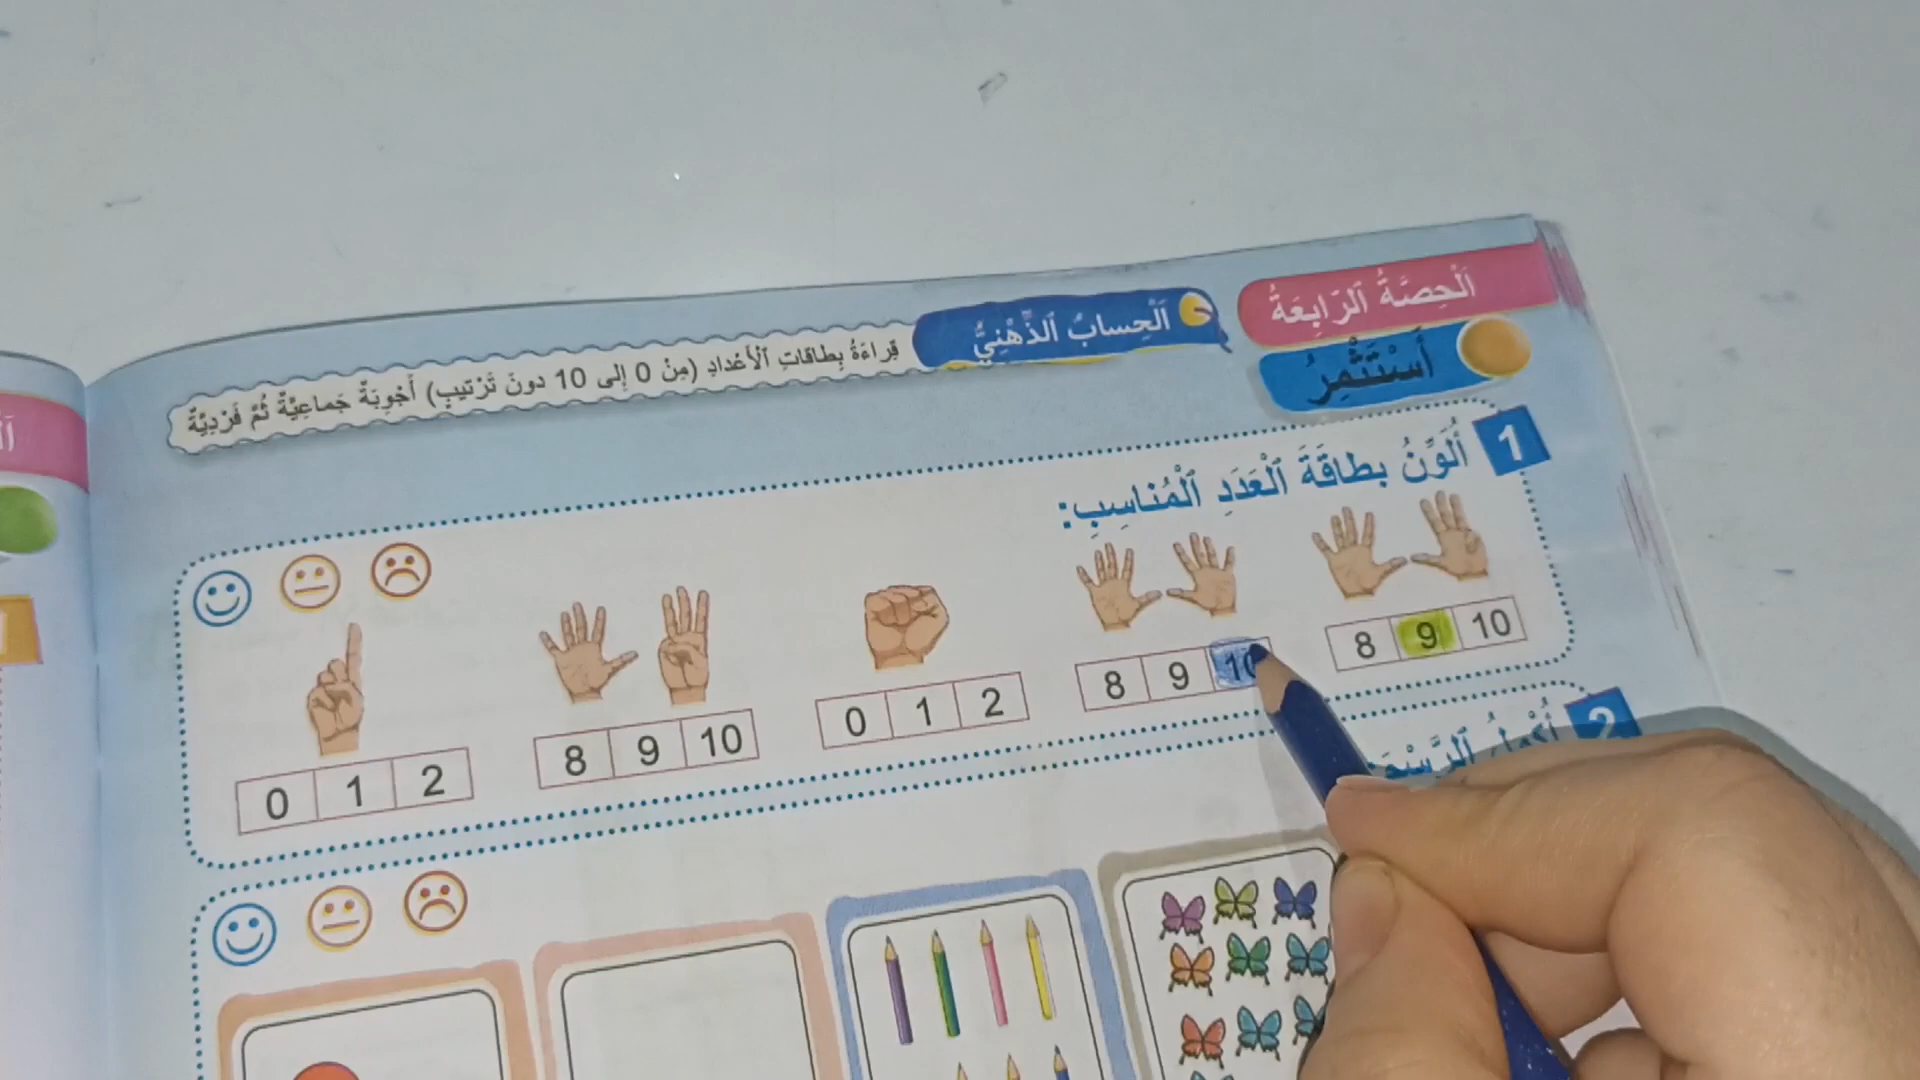 اَلْحِصَّةُ اَلرّابِعَةُ
أَسْتَثْمِرُ
اَلْحِسابُ اَلذِّهْنِيُّ
قِراءَةُ بِطاقاتِ اَلْأَعْدادِ (مِنْ 0 إِلى 10 دونَ تَرْتيبٍ) أَجْوِبَةٌ جَماعِيَّةٌ ثُمَّ فَرْدِيَّةٌ
1 أُلَوِّنُ بِطاقَةَ اَلْعَدَدِ اَلْمُناسِبِ:
8 9 10
8 9 10
0 1 2
8 9 10
0 1 2
2